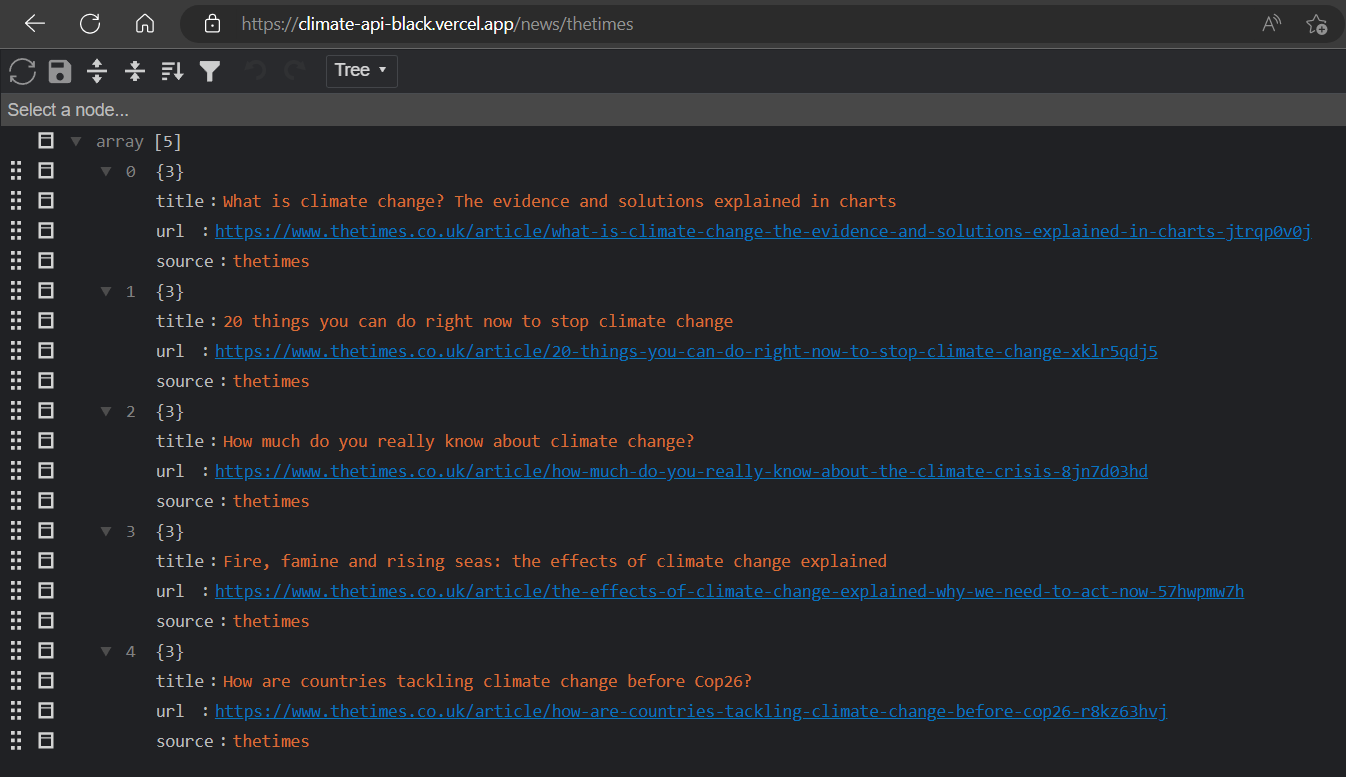 https://climate-api-black.vercel.app/news/thetimes
Tree
Select a node...
array [5]
0 {3}
title : What is climate change? The evidence and solutions explained in charts
url : https://www.thetimes.co.uk/article/what-is-climate-change-the-evidence-and-solutions-explained-in-charts-jtrqp0v0j
source : thetimes
1 {3}
title : 20 things you can do right now to stop climate change
url : https://www.thetimes.co.uk/article/20-things-you-can-do-right-now-to-stop-climate-change-xklr5qdj5
source : thetimes
2 {3}
title : How much do you really know about climate change?
url : https://www.thetimes.co.uk/article/how-much-do-you-really-know-about-the-climate-crisis-8jn7d03hd
source : thetimes
3 {3}
title : Fire, famine and rising seas: the effects of climate change explained
url : https://www.thetimes.co.uk/article/the-effects-of-climate-change-explained-why-we-need-to-act-now-57hwpmw7h
source : thetimes
4 {3}
title : How are countries tackling climate change before Cop26?
url : https://www.thetimes.co.uk/article/how-are-countries-tackling-climate-change-before-cop26-r8kz63hvj
source : thetimes